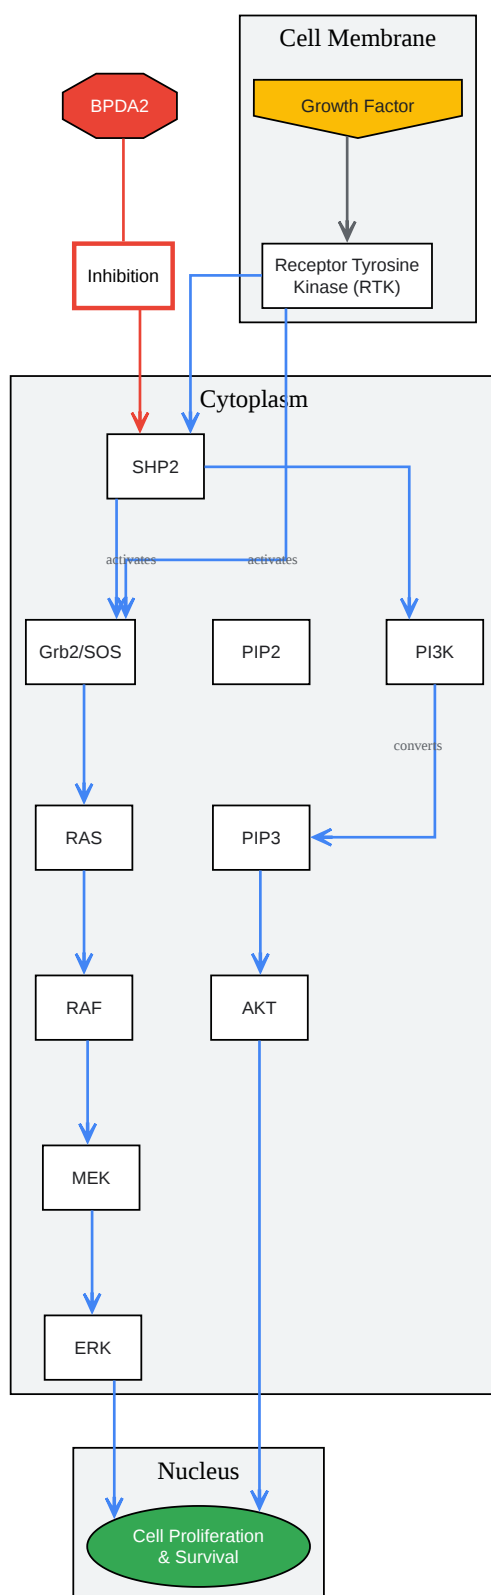 Cell Membrane
BPDA2
Growth Factor
Inhibition
Receptor Tyrosine
Kinase (RTK)
Cytoplasm
SHP2
activates
activates
Grb2/SOS
PIP2
PI3K
converts
RAS
PIP3
RAF
AKT
MEK
ERK
Nucleus
Cell Proliferation
& Survival